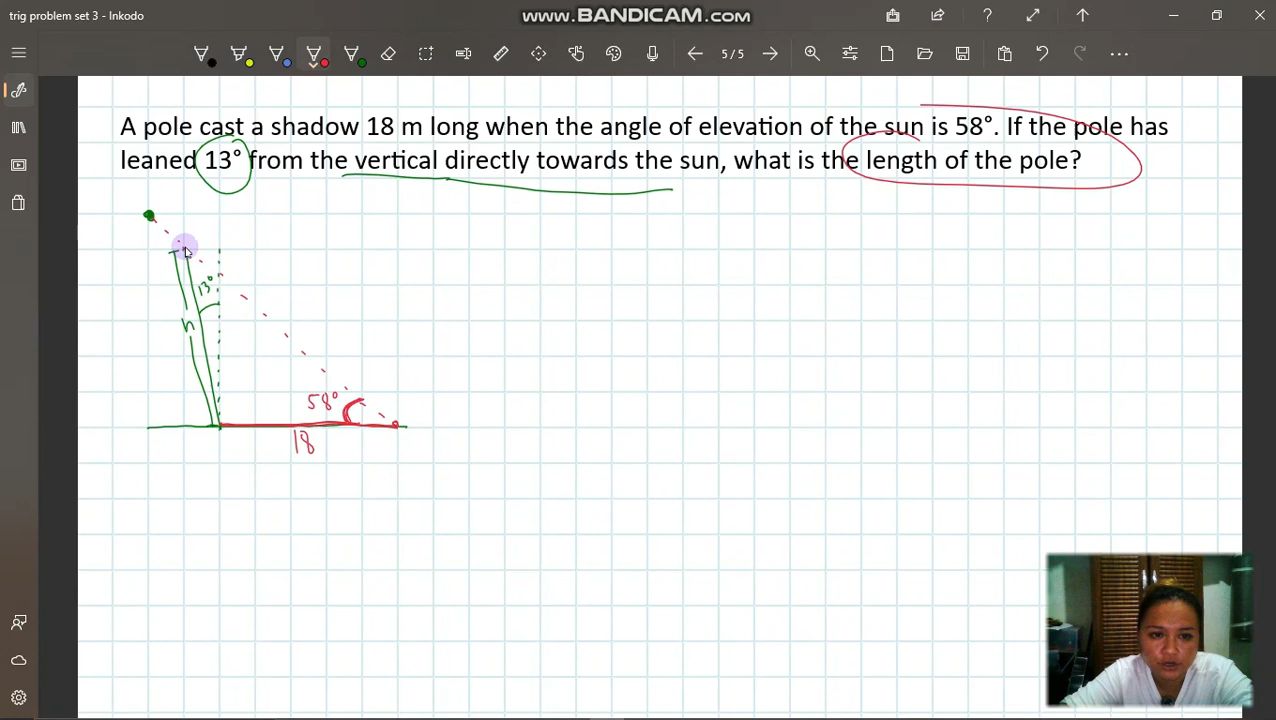 www.BANDICAM.com
trig problem set 3 - Inkodo
5 / 5
A pole cast a shadow 18 m long when the angle of elevation of the sun is 58°. If the pole has
leaned 13° from the vertical directly towards the sun, what is the length of the pole?
13°
h
58°
18